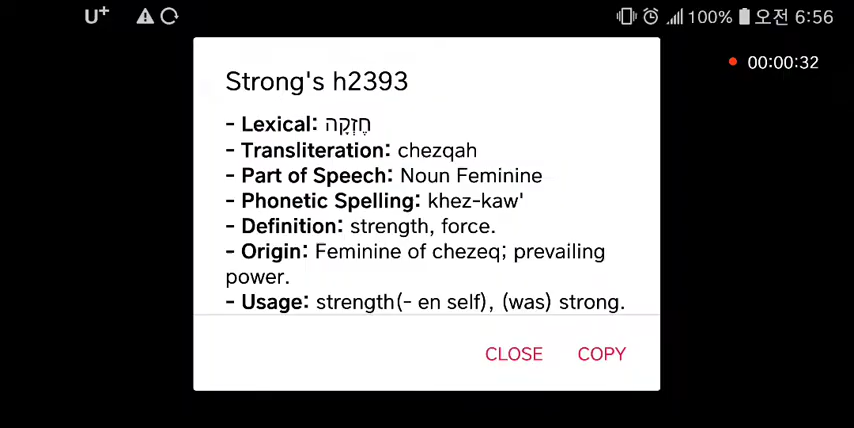 U+ 100% 오전 6:56
00:00:32
Strong's h2393
- Lexical: חֶזְקָה
- Transliteration: chezqah
- Part of Speech: Noun Feminine
- Phonetic Spelling: khez-kaw'
- Definition: strength, force.
- Origin: Feminine of chezeq; prevailing
power.
- Usage: strength(- en self), (was) strong.
CLOSE COPY